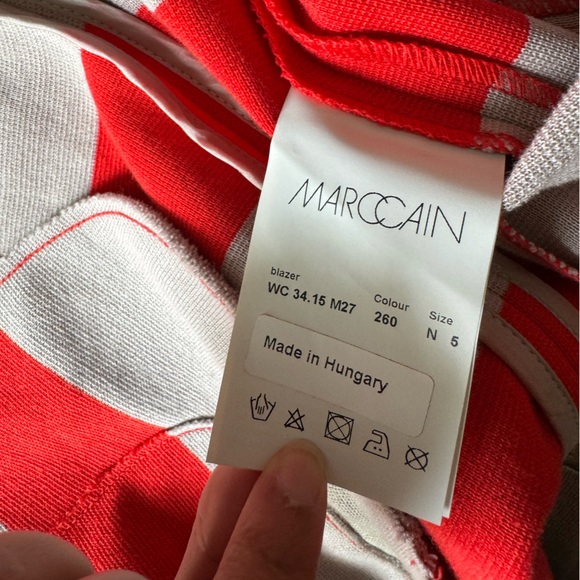 MARCCAIN
blazer
WC 34.15 M27
Colour
260
Size
N 5
Made in Hungary